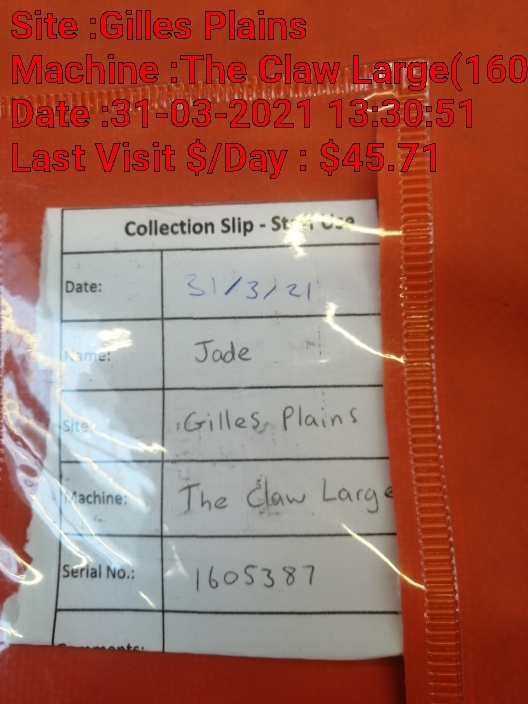 Site :Gilles Plains
Machine :The Claw Large(160
Date :31-03-2021 13:30:51
Last Visit $/Day : $45.71
Collection Slip - Staff Use
Date: 31/3/21
Name: Jade
Site: Gilles Plains
Machine: The Claw Large
Serial No.: 1605387
Comments: